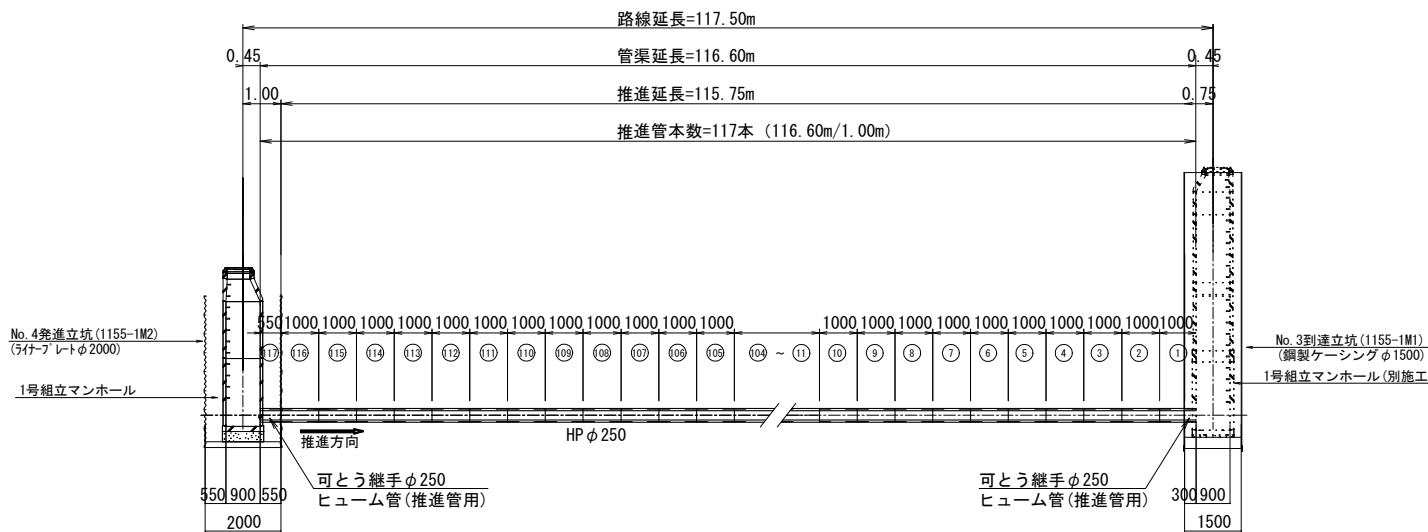 路線延長=117.50m
0.45 管渠延長=116.60m 0.45
1.00 推進延長=115.75m 0.75
推進管本数=117本 (116.60m/1.00m)
550 1000 1000 1000 1000 1000 1000 1000 1000 1000 1000 1000 1000 1000 1000 1000 1000 1000 1000 1000 1000 1000 1000
117 116 115 114 113 112 111 110 109 108 107 106 105 104 ~ 11 10 9 8 7 6 5 4 3 2 1
No.4発進立坑(1155-1M2)
(ライナープレートφ2000)
1号組立マンホール
No.3到達立坑(1155-1M1)
(鋼製ケーシングφ1500)
1号組立マンホール(別施工
推進方向
HPφ250
可とう継手φ250
ヒューム管(推進管用)
可とう継手φ250
ヒューム管(推進管用)
550 900 550
2000
300 900
1500